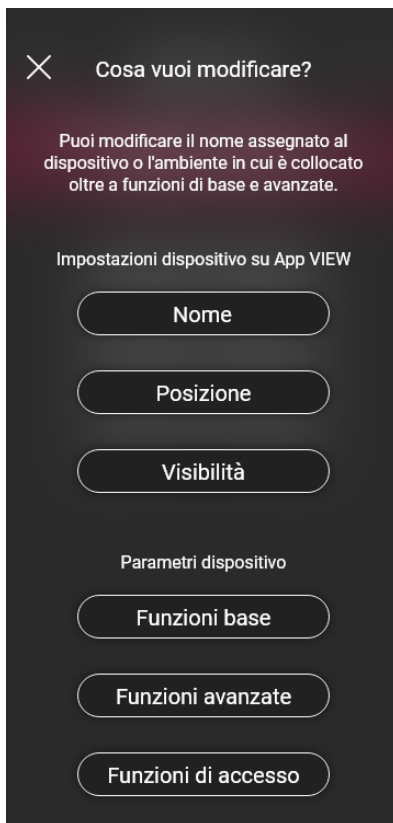 Cosa vuoi modificare?
Puoi modificare il nome assegnato al
dispositivo o l'ambiente in cui è collocato
oltre a funzioni di base e avanzate.
Impostazioni dispositivo su App VIEW
Nome
Posizione
Visibilità
Parametri dispositivo
Funzioni base
Funzioni avanzate
Funzioni di accesso